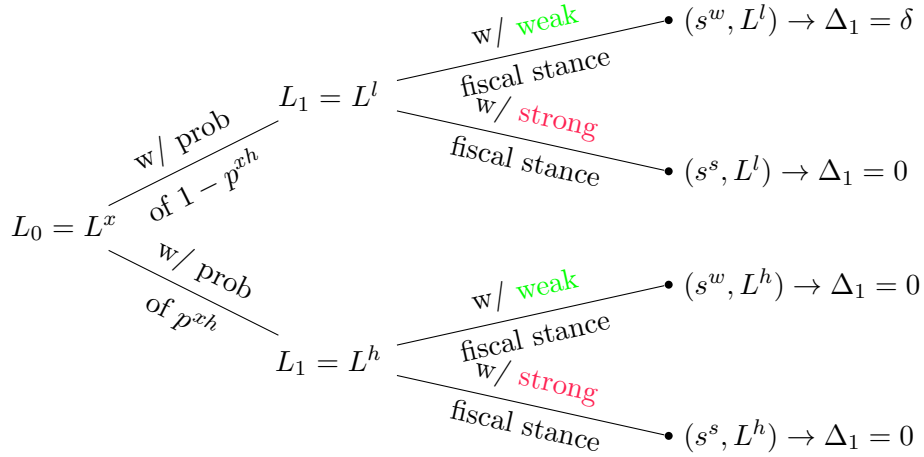 w/ weak
fiscal stance
(s^w, L^l) → Δ_1 = δ
L_1 = L^l
w/ strong
fiscal stance
(s^s, L^l) → Δ_1 = 0
w/ prob
of 1 − p^{xh}
L_0 = L^x
w/ prob
of p^{xh}
w/ weak
fiscal stance
(s^w, L^h) → Δ_1 = 0
L_1 = L^h
w/ strong
fiscal stance
(s^s, L^h) → Δ_1 = 0